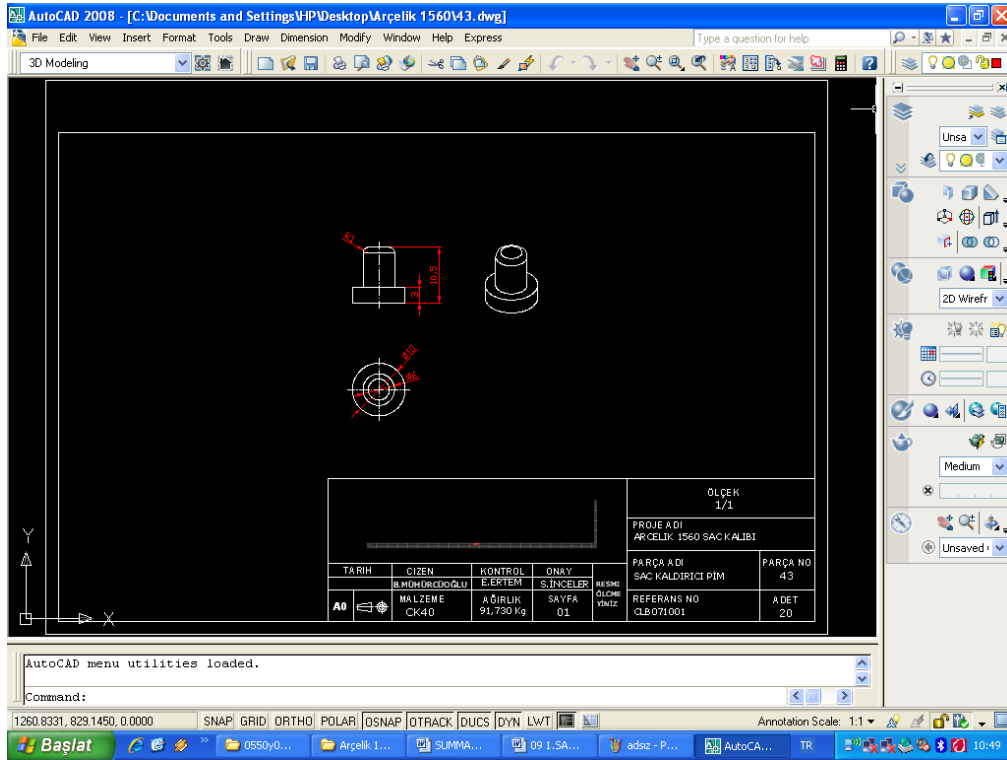 AutoCAD 2008 - [C:\Documents and Settings\HP\Desktop\Arçelik 1560\43.dwg]
File Edit View Insert Format Tools Draw Dimension Modify Window Help Express
Type a question for help
3D Modeling
Unsa
2D Wirefr
Medium
Unsaved
R1
10,5
3
Ø10
Ø6
ÖLÇEK
1/1
PROJE ADI
ARCELIK 1560 SAC KALIBI
PARÇA ADI
SAC KALDIRICI PİM
PARÇA NO
43
REFERANS NO
CLB071001
ADET
20
TARIH CIZEN KONTROL ONAY
B.MÜHÜRCÜOĞLU E.ERTEM S.İNCELER
RESMI
ÖLCME
YİNİZ
A0
MALZEME AĞIRLIK SAYFA
CK40 91,730 Kg 01
Y
X
AutoCAD menu utilities loaded.
Command:
1260.8331, 829.1450, 0.0000 SNAP GRID ORTHO POLAR OSNAP OTRACK DUCS DYN LWT Annotation Scale: 1:1
Başlat 0550y0... Arçelik 1... SUMMA... 09 1.SA... adsız - P... AutoCA... TR 10:49